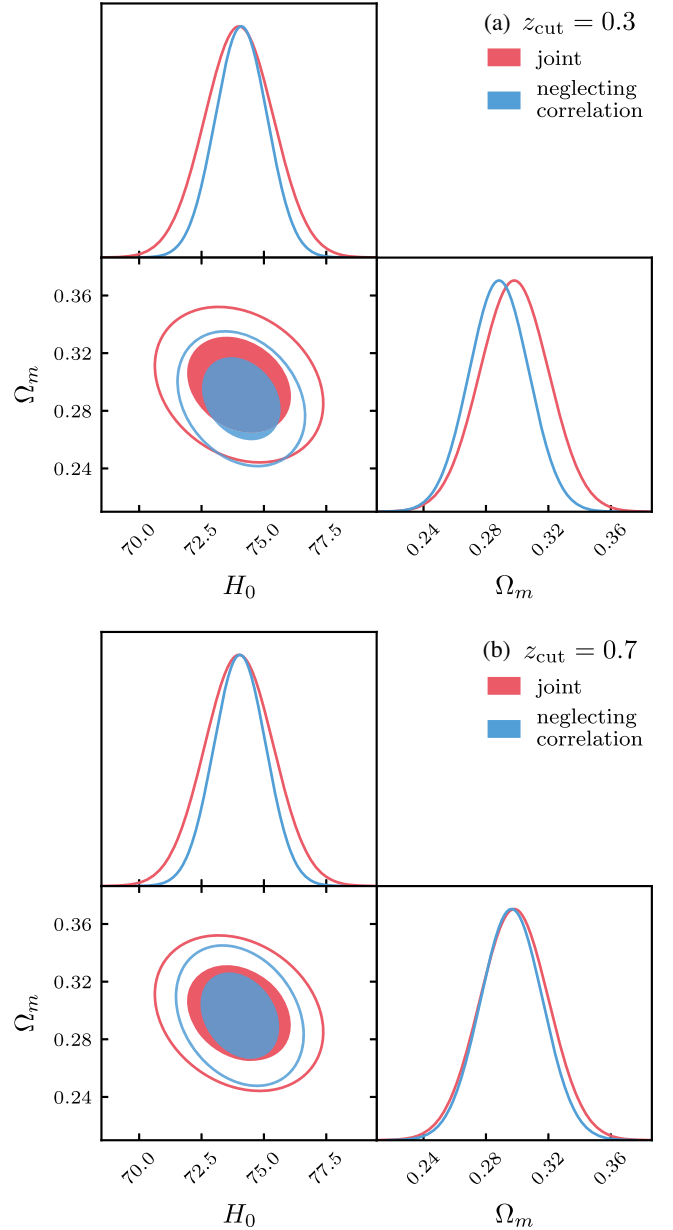 (a) z_cut = 0.3
joint
neglecting
correlation
0.36
0.32
0.28
0.24
Ω_m
70.0 72.5 75.0 77.5
0.24 0.28 0.32 0.36
H_0
Ω_m
(b) z_cut = 0.7
joint
neglecting
correlation
0.36
0.32
0.28
0.24
Ω_m
70.0 72.5 75.0 77.5
0.24 0.28 0.32 0.36
H_0
Ω_m